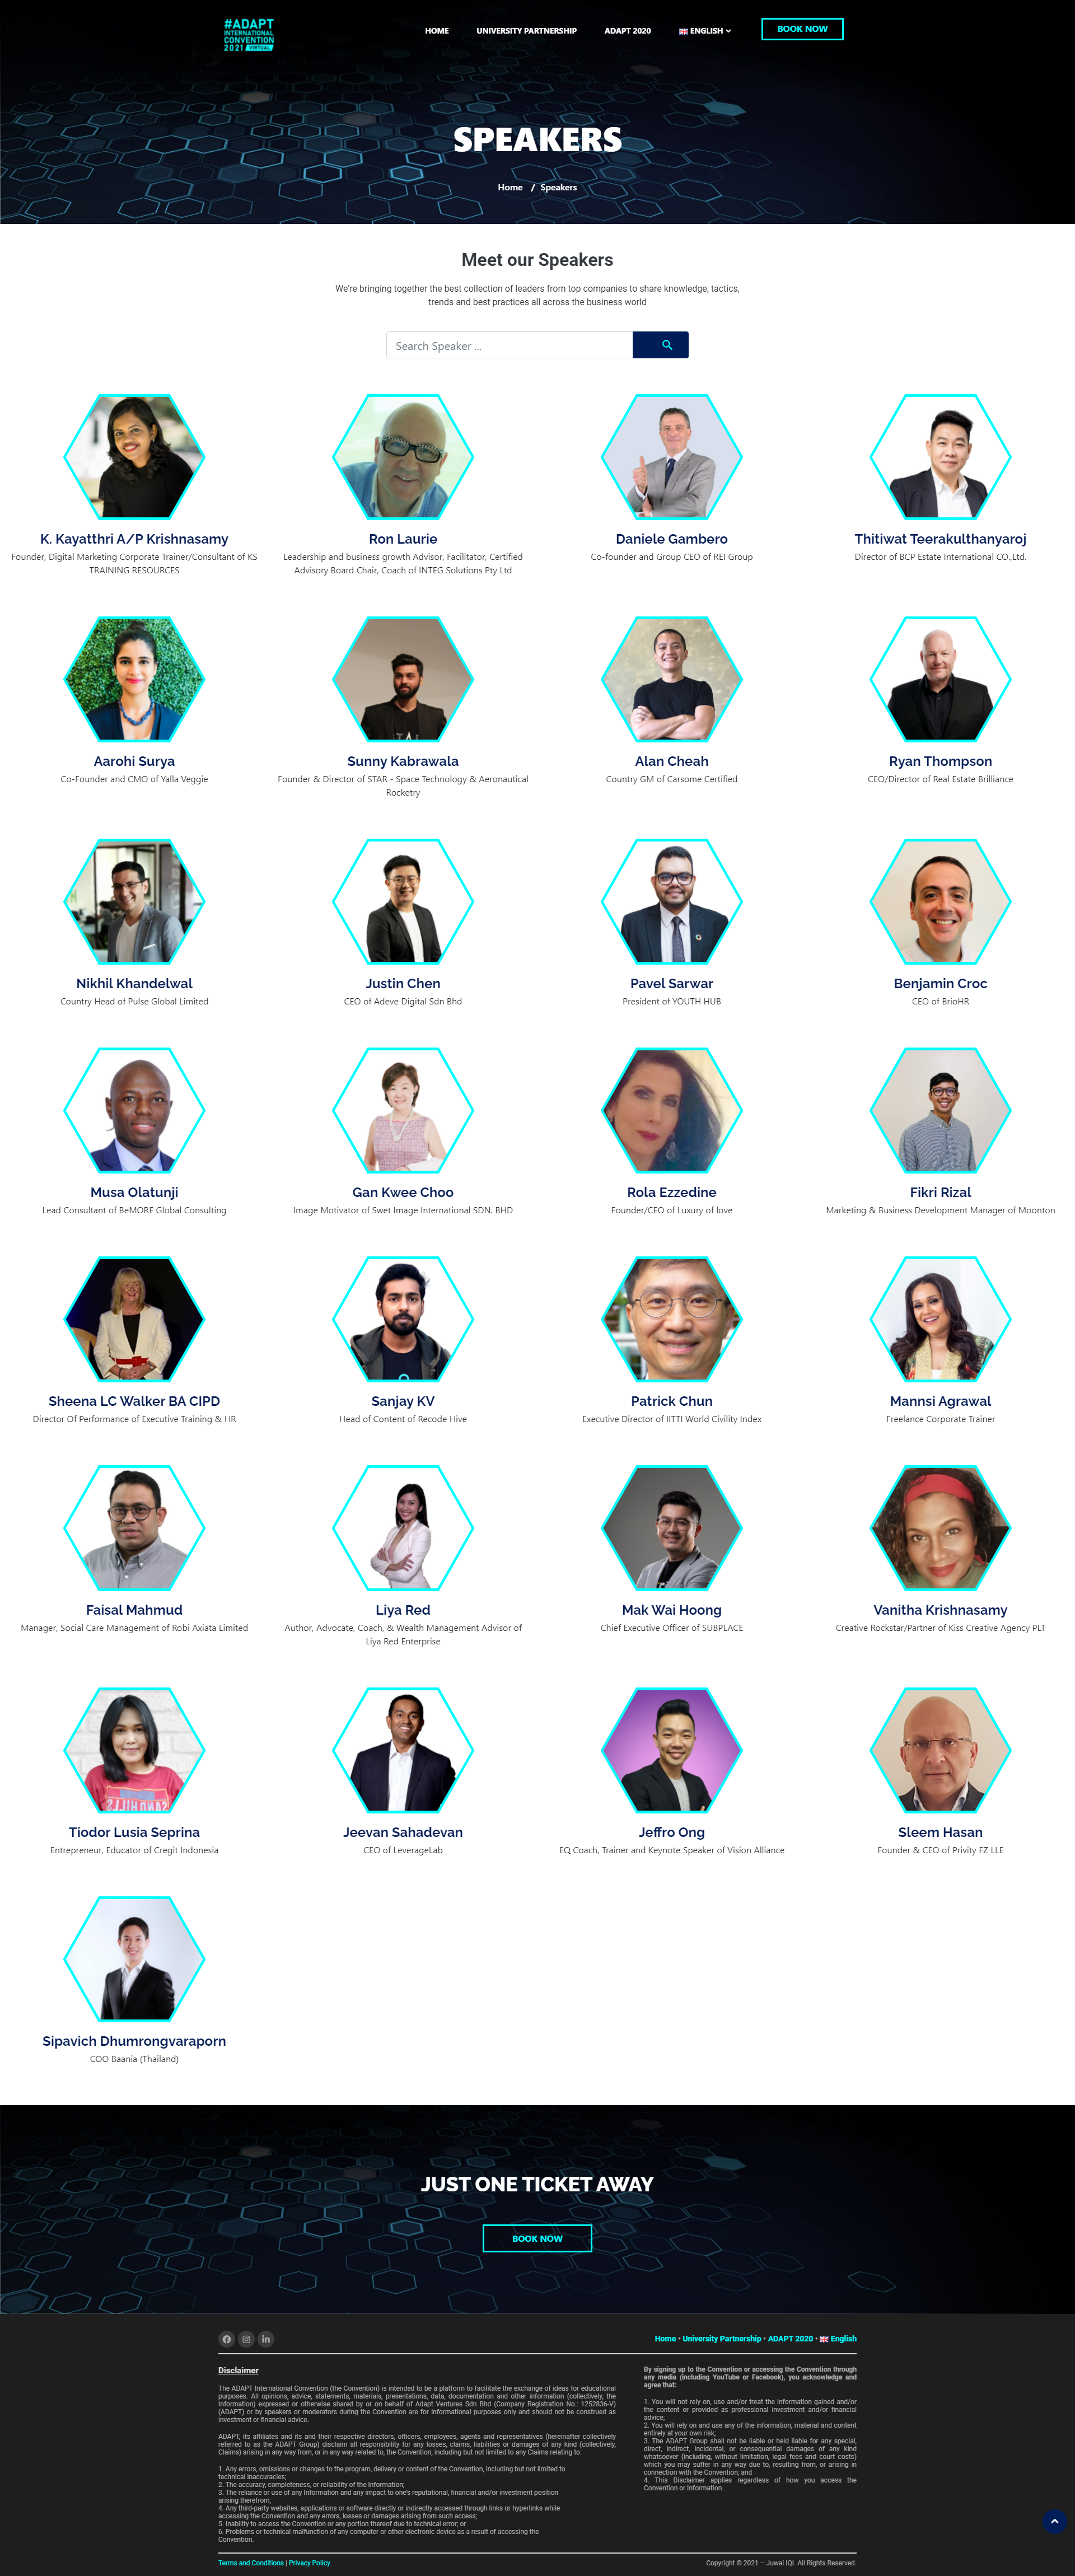 #ADAPT
INTERNATIONAL
CONVENTION
2021 VIRTUAL
HOME
UNIVERSITY PARTNERSHIP
ADAPT 2020
ENGLISH
BOOK NOW
SPEAKERS
Home / Speakers
Meet our Speakers
We're bringing together the best collection of leaders from top companies to share knowledge, tactics,
trends and best practices all across the business world
Search Speaker ...
K. Kayatthri A/P Krishnasamy
Founder, Digital Marketing Corporate Trainer/Consultant of KS
TRAINING RESOURCES
Ron Laurie
Leadership and business growth Advisor, Facilitator, Certified
Advisory Board Chair, Coach of INTEG Solutions Pty Ltd
Daniele Gambero
Co-founder and Group CEO of REI Group
Thitiwat Teerakulthanyaroj
Director of BCP Estate International CO.,Ltd.
Aarohi Surya
Co-Founder and CMO of Yalla Veggie
Sunny Kabrawala
Founder & Director of STAR - Space Technology & Aeronautical
Rocketry
Alan Cheah
Country GM of Carsome Certified
Ryan Thompson
CEO/Director of Real Estate Brilliance
Nikhil Khandelwal
Country Head of Pulse Global Limited
Justin Chen
CEO of Adeve Digital Sdn Bhd
Pavel Sarwar
President of YOUTH HUB
Benjamin Croc
CEO of BrioHR
Musa Olatunji
Lead Consultant of BeMORE Global Consulting
Gan Kwee Choo
Image Motivator of Swet Image International SDN. BHD
Rola Ezzedine
Founder/CEO of Luxury of love
Fikri Rizal
Marketing & Business Development Manager of Moonton
Sheena LC Walker BA CIPD
Director Of Performance of Executive Training & HR
Sanjay KV
Head of Content of Recode Hive
Patrick Chun
Executive Director of IITTI World Civility Index
Mannsi Agrawal
Freelance Corporate Trainer
Faisal Mahmud
Manager, Social Care Management of Robi Axiata Limited
Liya Red
Author, Advocate, Coach, & Wealth Management Advisor of
Liya Red Enterprise
Mak Wai Hoong
Chief Executive Officer of SUBPLACE
Vanitha Krishnasamy
Creative Rockstar/Partner of Kiss Creative Agency PLT
Tiodor Lusia Seprina
Entrepreneur, Educator of Cregit Indonesia
Jeevan Sahadevan
CEO of LeverageLab
Jeffro Ong
EQ Coach, Trainer and Keynote Speaker of Vision Alliance
Sleem Hasan
Founder & CEO of Privity FZ LLE
Sipavich Dhumrongvaraporn
COO Baania (Thailand)
JUST ONE TICKET AWAY
BOOK NOW
Home • University Partnership • ADAPT 2020 • English
Disclaimer
The ADAPT International Convention (the Convention) is intended to be a platform to facilitate the exchange of ideas for educational
purposes. All opinions, advice, statements, materials, presentations, data, documentation and other information (collectively, the
Information) expressed or otherwise shared by or on behalf of Adapt Ventures Sdn Bhd (Company Registration No.: 1252836-V)
(ADAPT) or by speakers or moderators during the Convention are for informational purposes only and should not be construed as
investment or financial advice.
ADAPT, its affiliates and its and their respective directors, officers, employees, agents and representatives (hereinafter collectively
referred to as the ADAPT Group) disclaim all responsibility for any losses, claims, liabilities or damages of any kind (collectively,
Claims) arising in any way from, or in any way related to, the Convention; including but not limited to any Claims relating to:
1. Any errors, omissions or changes to the program, delivery or content of the Convention, including but not limited to
technical inaccuracies;
2. The accuracy, completeness, or reliability of the Information;
3. The reliance or use of any Information and any impact to one's reputational, financial and/or investment position
arising therefrom;
4. Any third-party websites, applications or software directly or indirectly accessed through links or hyperlinks while
accessing the Convention and any errors, losses or damages arising from such access;
5. Inability to access the Convention or any portion thereof due to technical error; or
6. Problems or technical malfunction of any computer or other electronic device as a result of accessing the
Convention.
By signing up to the Convention or accessing the Convention through
any media (including YouTube or Facebook), you acknowledge and
agree that:
1. You will not rely on, use and/or treat the information gained and/or
the content or provided as professional investment and/or financial
advice;
2. You will rely on and use any of the information, material and content
entirely at your own risk;
3. The ADAPT Group shall not be liable or held liable for any special,
direct, indirect, incidental, or consequential damages of any kind
whatsoever (including, without limitation, legal fees and court costs)
which you may suffer in any way due to, resulting from, or arising in
connection with the Convention; and
4. This Disclaimer applies regardless of how you access the
Convention or Information.
Terms and Conditions | Privacy Policy
Copyright © 2021 – Juwai IQI. All Rights Reserved.